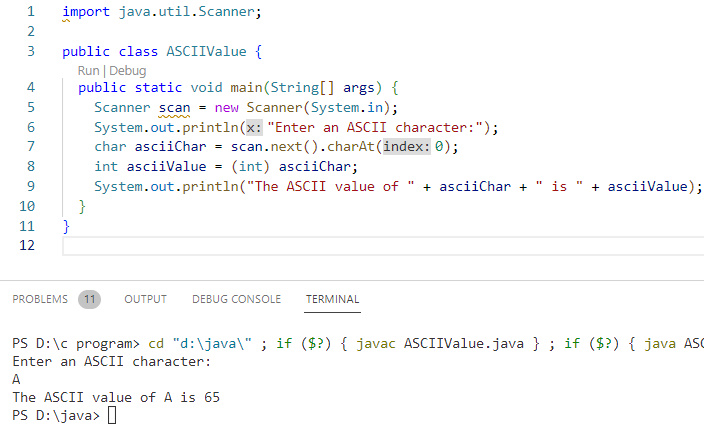 1 import java.util.Scanner;
2
3 public class ASCIIValue {
Run | Debug
4 public static void main(String[] args) {
5 Scanner scan = new Scanner(System.in);
6 System.out.println(x: "Enter an ASCII character:");
7 char asciiChar = scan.next().charAt(index: 0);
8 int asciiValue = (int) asciiChar;
9 System.out.println("The ASCII value of " + asciiChar + " is " + asciiValue);
10 }
11 }
12
PROBLEMS 11 OUTPUT DEBUG CONSOLE TERMINAL
PS D:\c program> cd "d:\java\" ; if ($?) { javac ASCIIValue.java } ; if ($?) { java ASC
Enter an ASCII character:
A
The ASCII value of A is 65
PS D:\java>